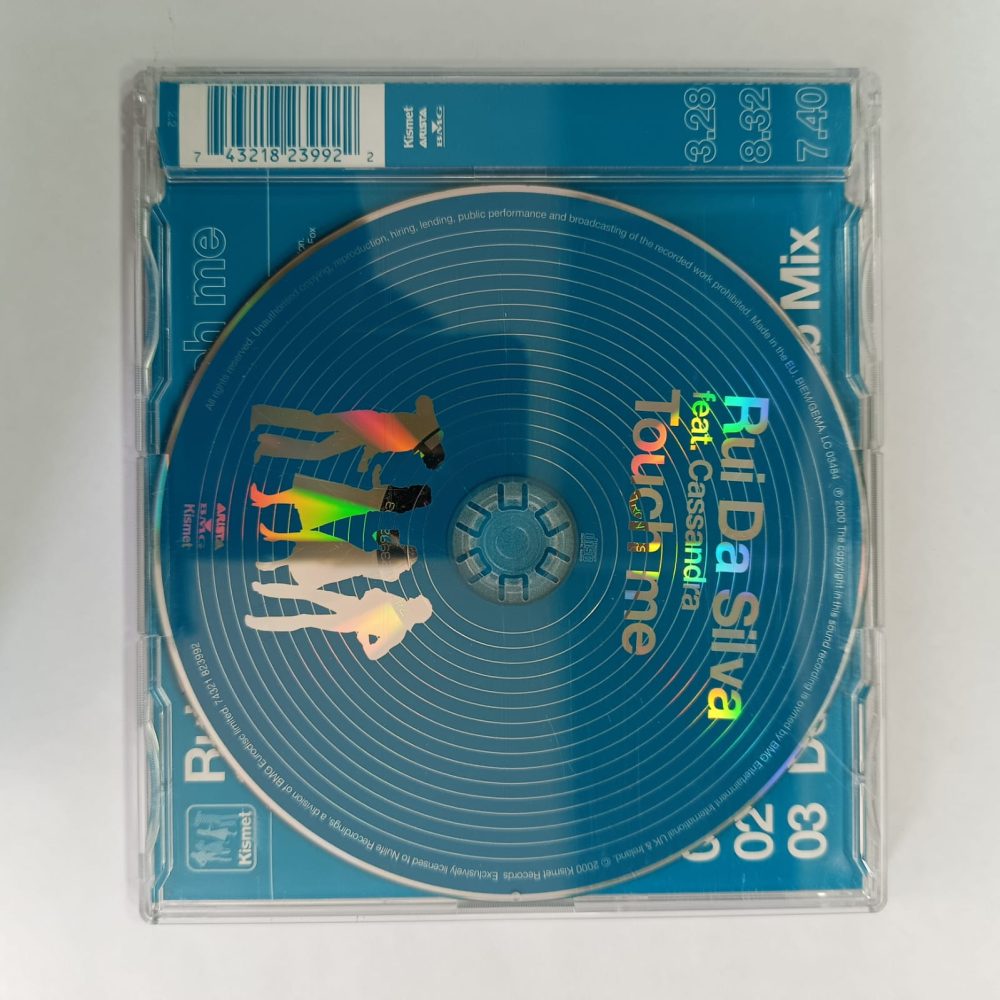 7 43218 23992 2
2.2
Kismet
ARISTA
BMG
3.28
8.32
7.40
Fox
me
Mix
02
03
Kismet
Rui Da Silva
feat. Cassandra
Touch me
disc
ARISTA
BMG
Kismet
All rights reserved. Unauthorised copying, reproduction, hiring, lending, public performance and broadcasting of the recorded work prohibited. Made in the EU, BIEM/GEMA, LC 03484 ℗ 2000 The copyright in this sound recording is owned by BMG Entertainment International UK & Ireland. © 2000 Kismet Records. Exclusively licensed to Nulife Recordings, a division of BMG Eurodisc limited. 74321 823992